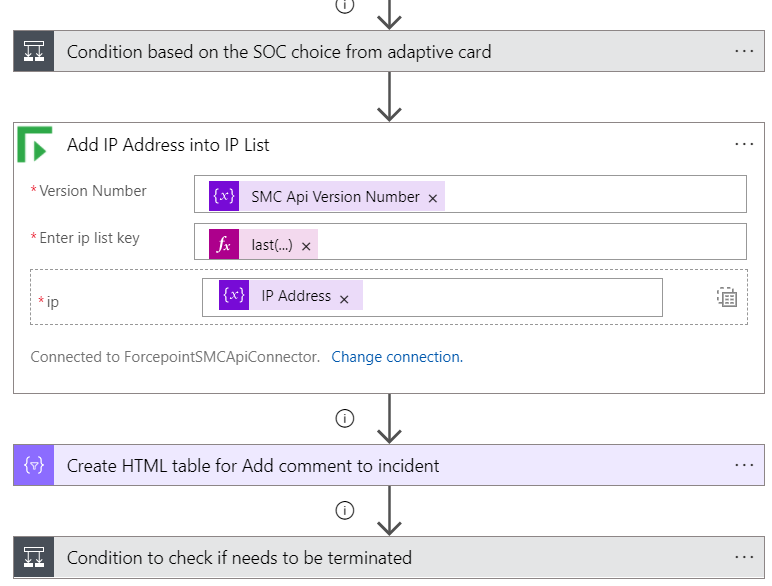 Condition based on the SOC choice from adaptive card
Add IP Address into IP List
* Version Number {x} SMC Api Version Number ×
* Enter ip list key fx last(...) ×
* ip {x} IP Address ×
Connected to ForcepointSMCApiConnector. Change connection.
Create HTML table for Add comment to incident
Condition to check if needs to be terminated